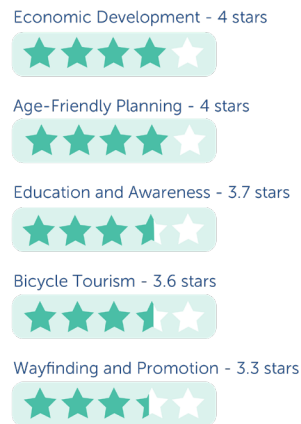 Economic Development - 4 stars
Age-Friendly Planning - 4 stars
Education and Awareness - 3.7 stars
Bicycle Tourism - 3.6 stars
Wayfinding and Promotion - 3.3 stars